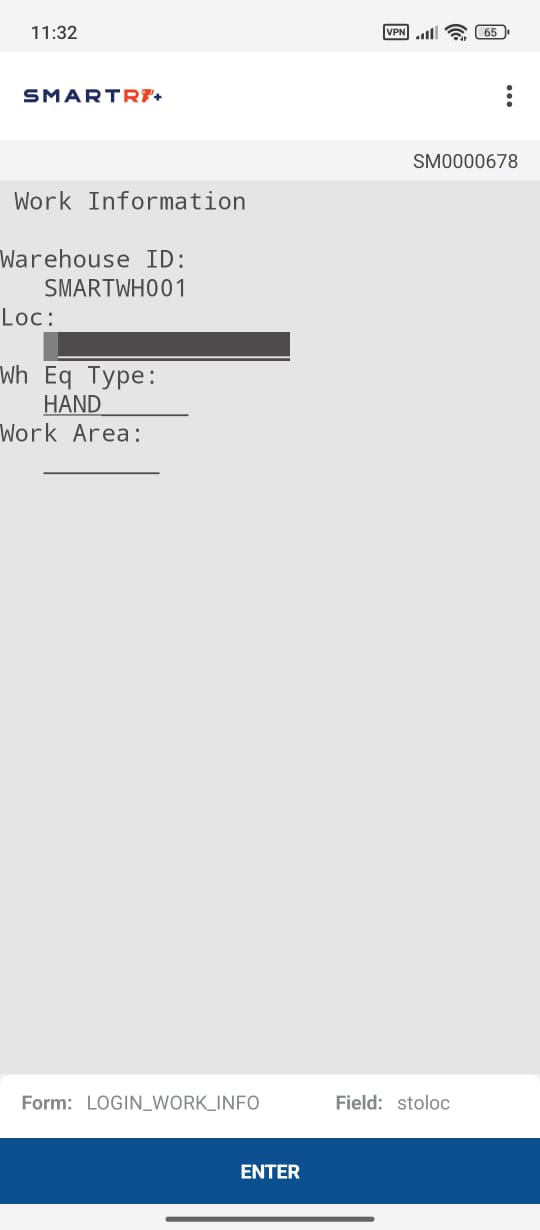 11:32
VPN
65
SMARTRF+
SM0000678
Work Information
Warehouse ID:
SMARTWH001
Loc:
Wh Eq Type:
HAND
Work Area:
Form: LOGIN_WORK_INFO Field: stoloc
ENTER